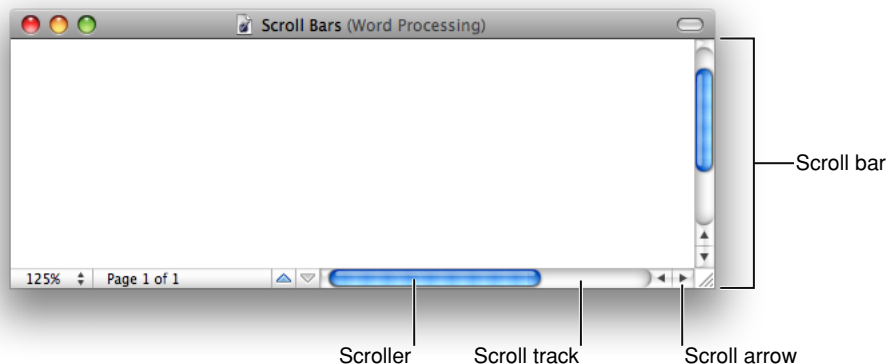 Scroll Bars (Word Processing)
Scroll bar
125% Page 1 of 1
Scroller Scroll track Scroll arrow